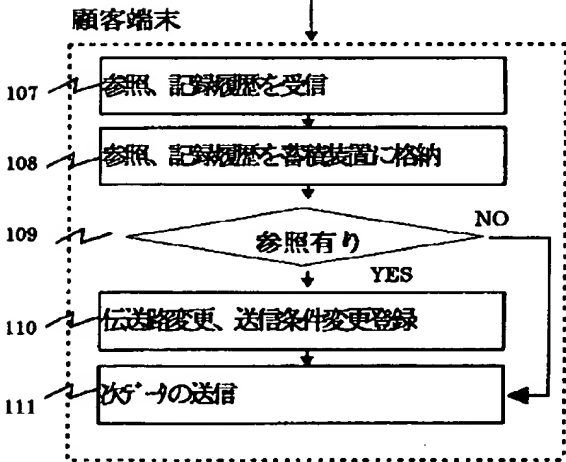 顧客端末
107
参照、記録履歴を受信
108
参照、記録履歴を蓄積装置に格納
109
参照有り
NO
YES
110
伝送路変更、送信条件変更登録
111
次データの送信